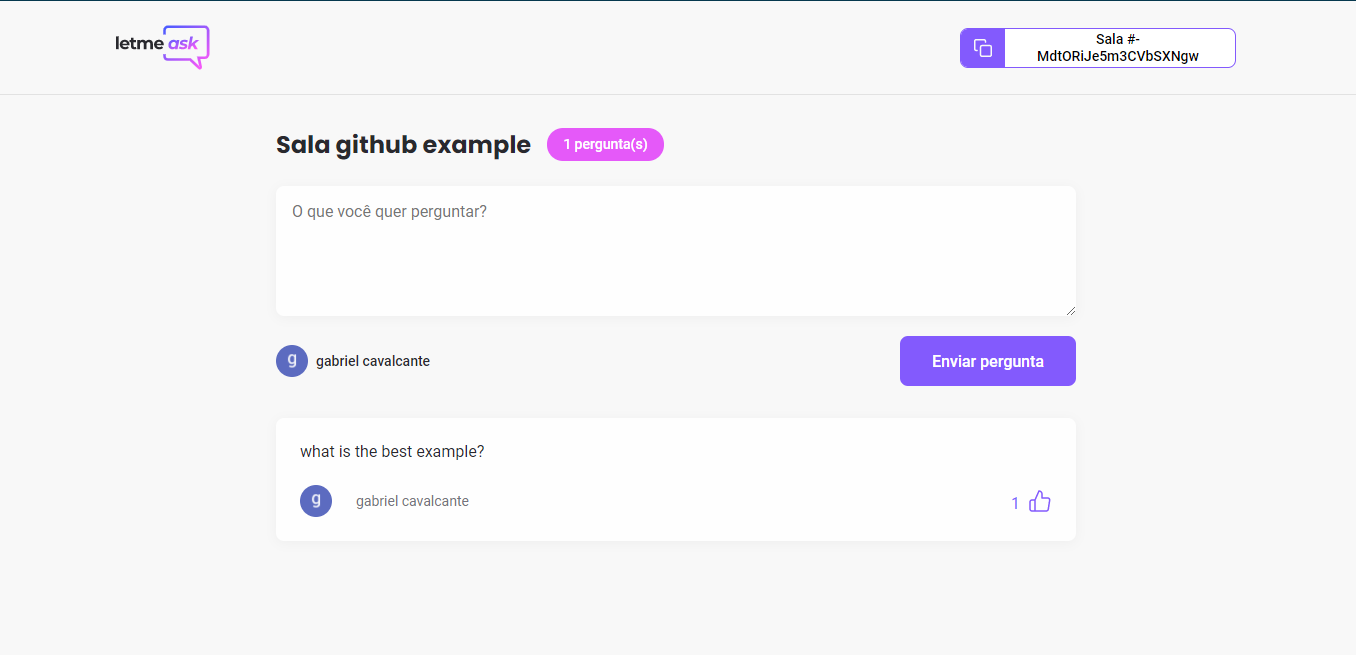 letme ask
Sala #-
MdtORiJe5m3CVbSXNgw
Sala github example
1 pergunta(s)
O que você quer perguntar?
g
gabriel cavalcante
Enviar pergunta
what is the best example?
g
gabriel cavalcante
1